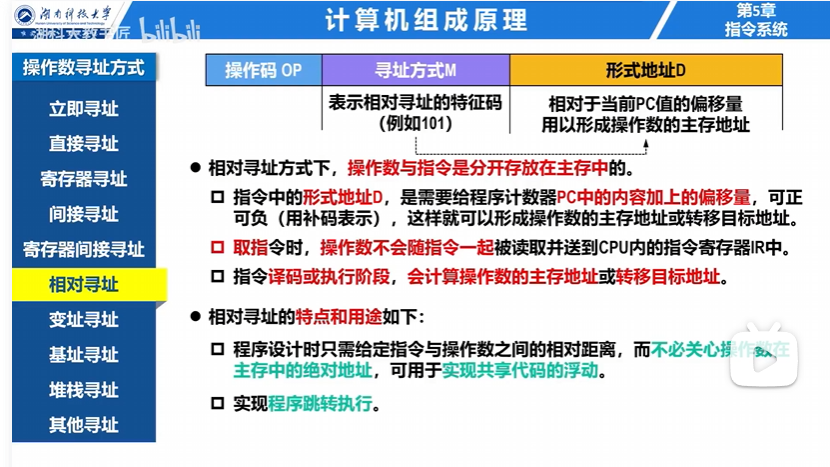 湖南科技大学
Hunan University of Science and Technology
湖科大教书匠 bilibili
计算机组成原理
第5章
指令系统
操作数寻址方式
立即寻址
直接寻址
寄存器寻址
间接寻址
寄存器间接寻址
相对寻址
变址寻址
基址寻址
堆栈寻址
其他寻址
操作码 OP 寻址方式M 形式地址D
表示相对寻址的特征码
（例如101）
相对于当前PC值的偏移量
用以形成操作数的主存地址
● 相对寻址方式下，操作数与指令是分开存放在主存中的。
□ 指令中的形式地址D，是需要给程序计数器PC中的内容加上的偏移量，可正
可负（用补码表示），这样就可以形成操作数的主存地址或转移目标地址。
□ 取指令时，操作数不会随指令一起被读取并送到CPU内的指令寄存器IR中。
□ 指令译码或执行阶段，会计算操作数的主存地址或转移目标地址。
● 相对寻址的特点和用途如下：
□ 程序设计时只需给定指令与操作数之间的相对距离，而不必关心操作数在
主存中的绝对地址，可用于实现共享代码的浮动。
□ 实现程序跳转执行。